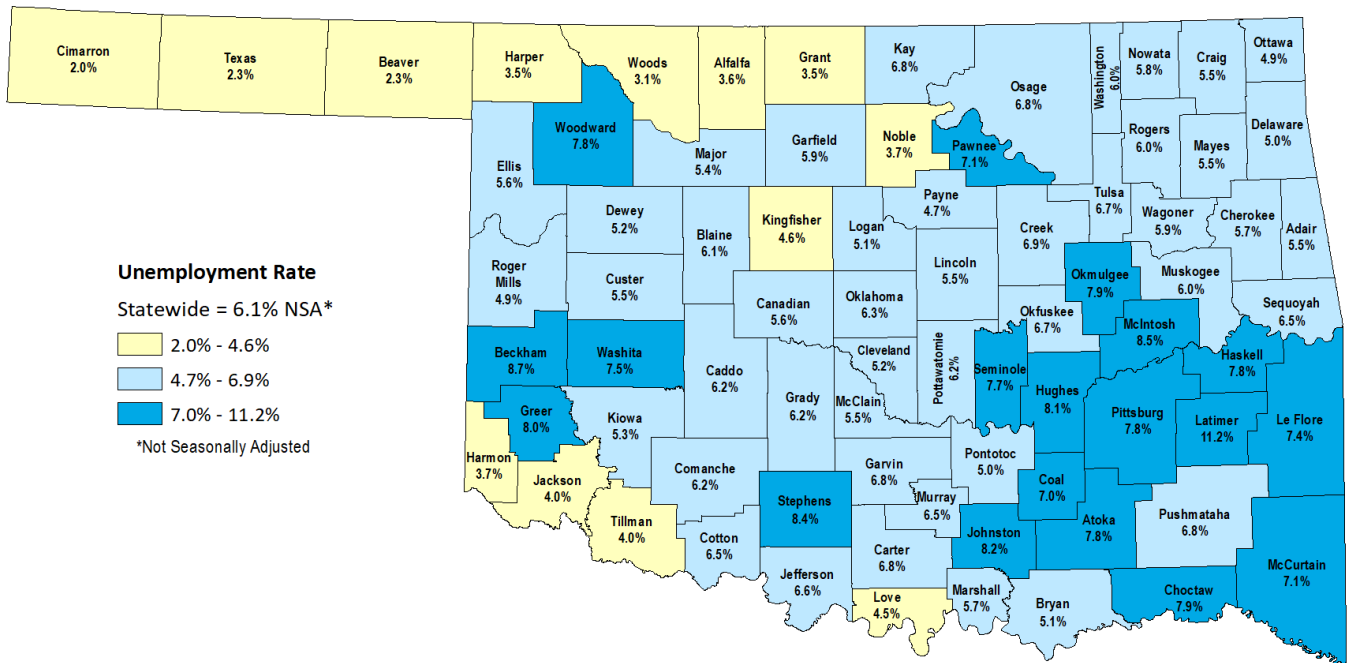 Cimarron
2.0%
Texas
2.3%
Beaver
2.3%
Harper
3.5%
Woods
3.1%
Alfalfa
3.6%
Grant
3.5%
Kay
6.8%
Osage
6.8%
Washington
6.0%
Nowata
5.8%
Craig
5.5%
Ottawa
4.9%
Woodward
7.8%
Ellis
5.6%
Major
5.4%
Garfield
5.9%
Noble
3.7%
Pawnee
7.1%
Rogers
6.0%
Mayes
5.5%
Delaware
5.0%
Dewey
5.2%
Blaine
6.1%
Kingfisher
4.6%
Logan
5.1%
Payne
4.7%
Creek
6.9%
Tulsa
6.7%
Wagoner
5.9%
Cherokee
5.7%
Adair
5.5%
Roger
Mills
4.9%
Custer
5.5%
Canadian
5.6%
Oklahoma
6.3%
Lincoln
5.5%
Okmulgee
7.9%
Muskogee
6.0%
Okfuskee
6.7%
McIntosh
8.5%
Sequoyah
6.5%
Unemployment Rate
Statewide = 6.1% NSA*
2.0% - 4.6%
4.7% - 6.9%
7.0% - 11.2%
*Not Seasonally Adjusted
Beckham
8.7%
Washita
7.5%
Caddo
6.2%
Grady
6.2%
Cleveland
5.2%
McClain
5.5%
Pottawatomie
6.2%
Seminole
7.7%
Hughes
8.1%
Pittsburg
7.8%
Haskell
7.8%
Latimer
11.2%
Le Flore
7.4%
Greer
8.0%
Kiowa
5.3%
Harmon
3.7%
Jackson
4.0%
Tillman
4.0%
Comanche
6.2%
Cotton
6.5%
Stephens
8.4%
Jefferson
6.6%
Garvin
6.8%
Murray
6.5%
Pontotoc
5.0%
Coal
7.0%
Carter
6.8%
Johnston
8.2%
Atoka
7.8%
Pushmataha
6.8%
McCurtain
7.1%
Love
4.5%
Marshall
5.7%
Bryan
5.1%
Choctaw
7.9%